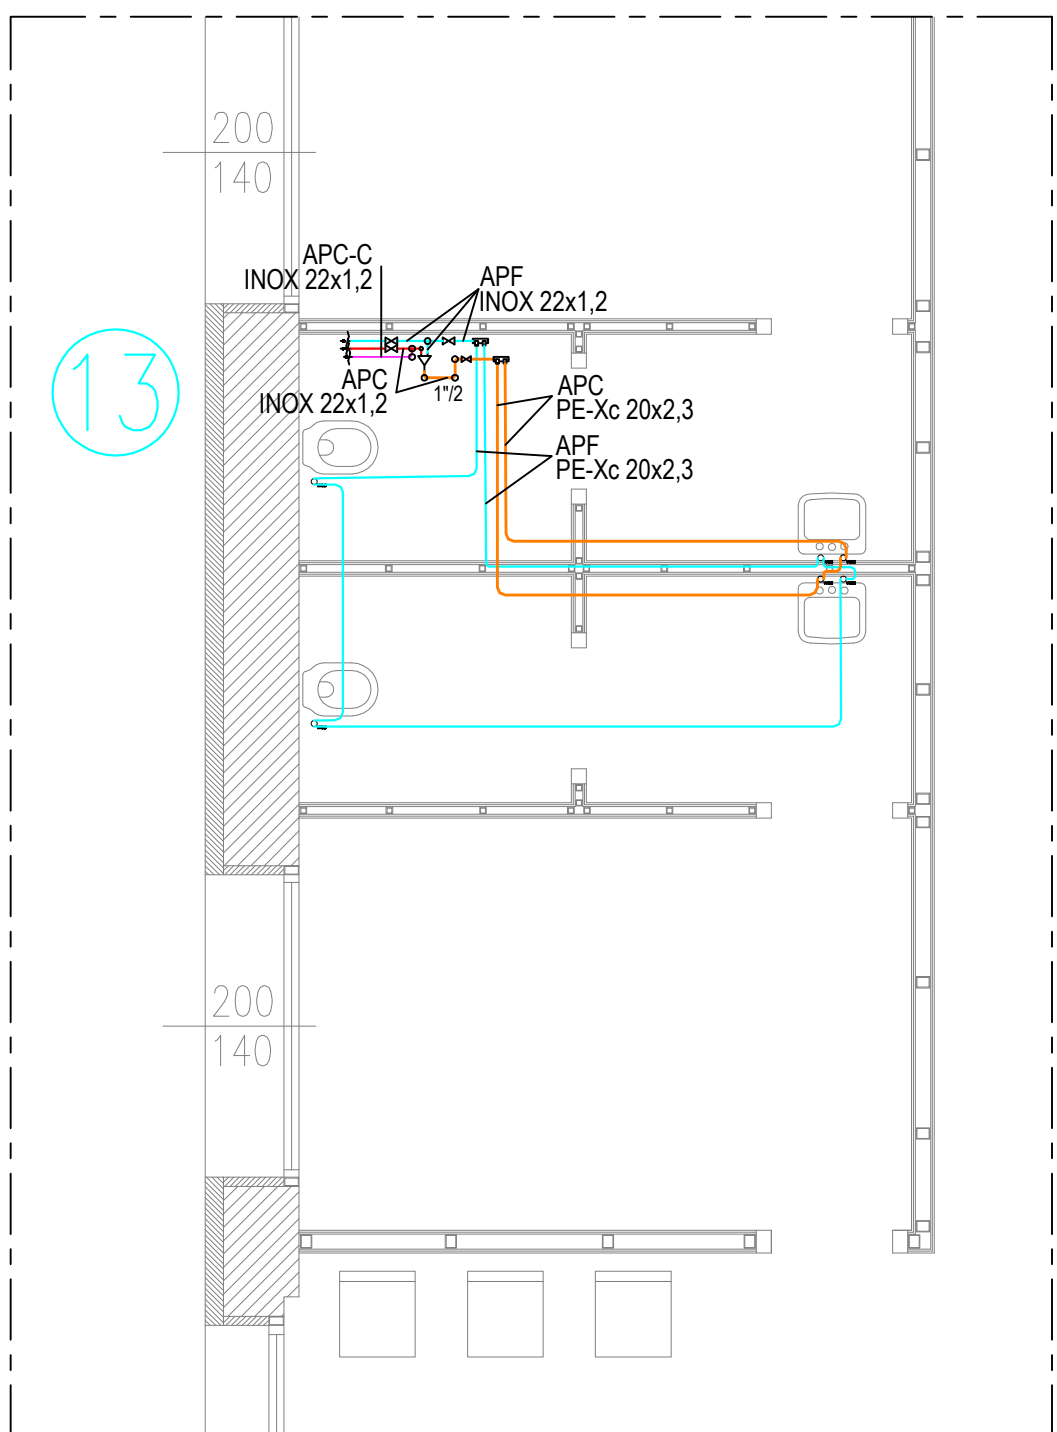 200
140
APC-C
INOX 22x1,2
APF
INOX 22x1,2
13
APC
INOX 22x1,2
1"/2
APC
PE-Xc 20x2,3
APF
PE-Xc 20x2,3
200
140